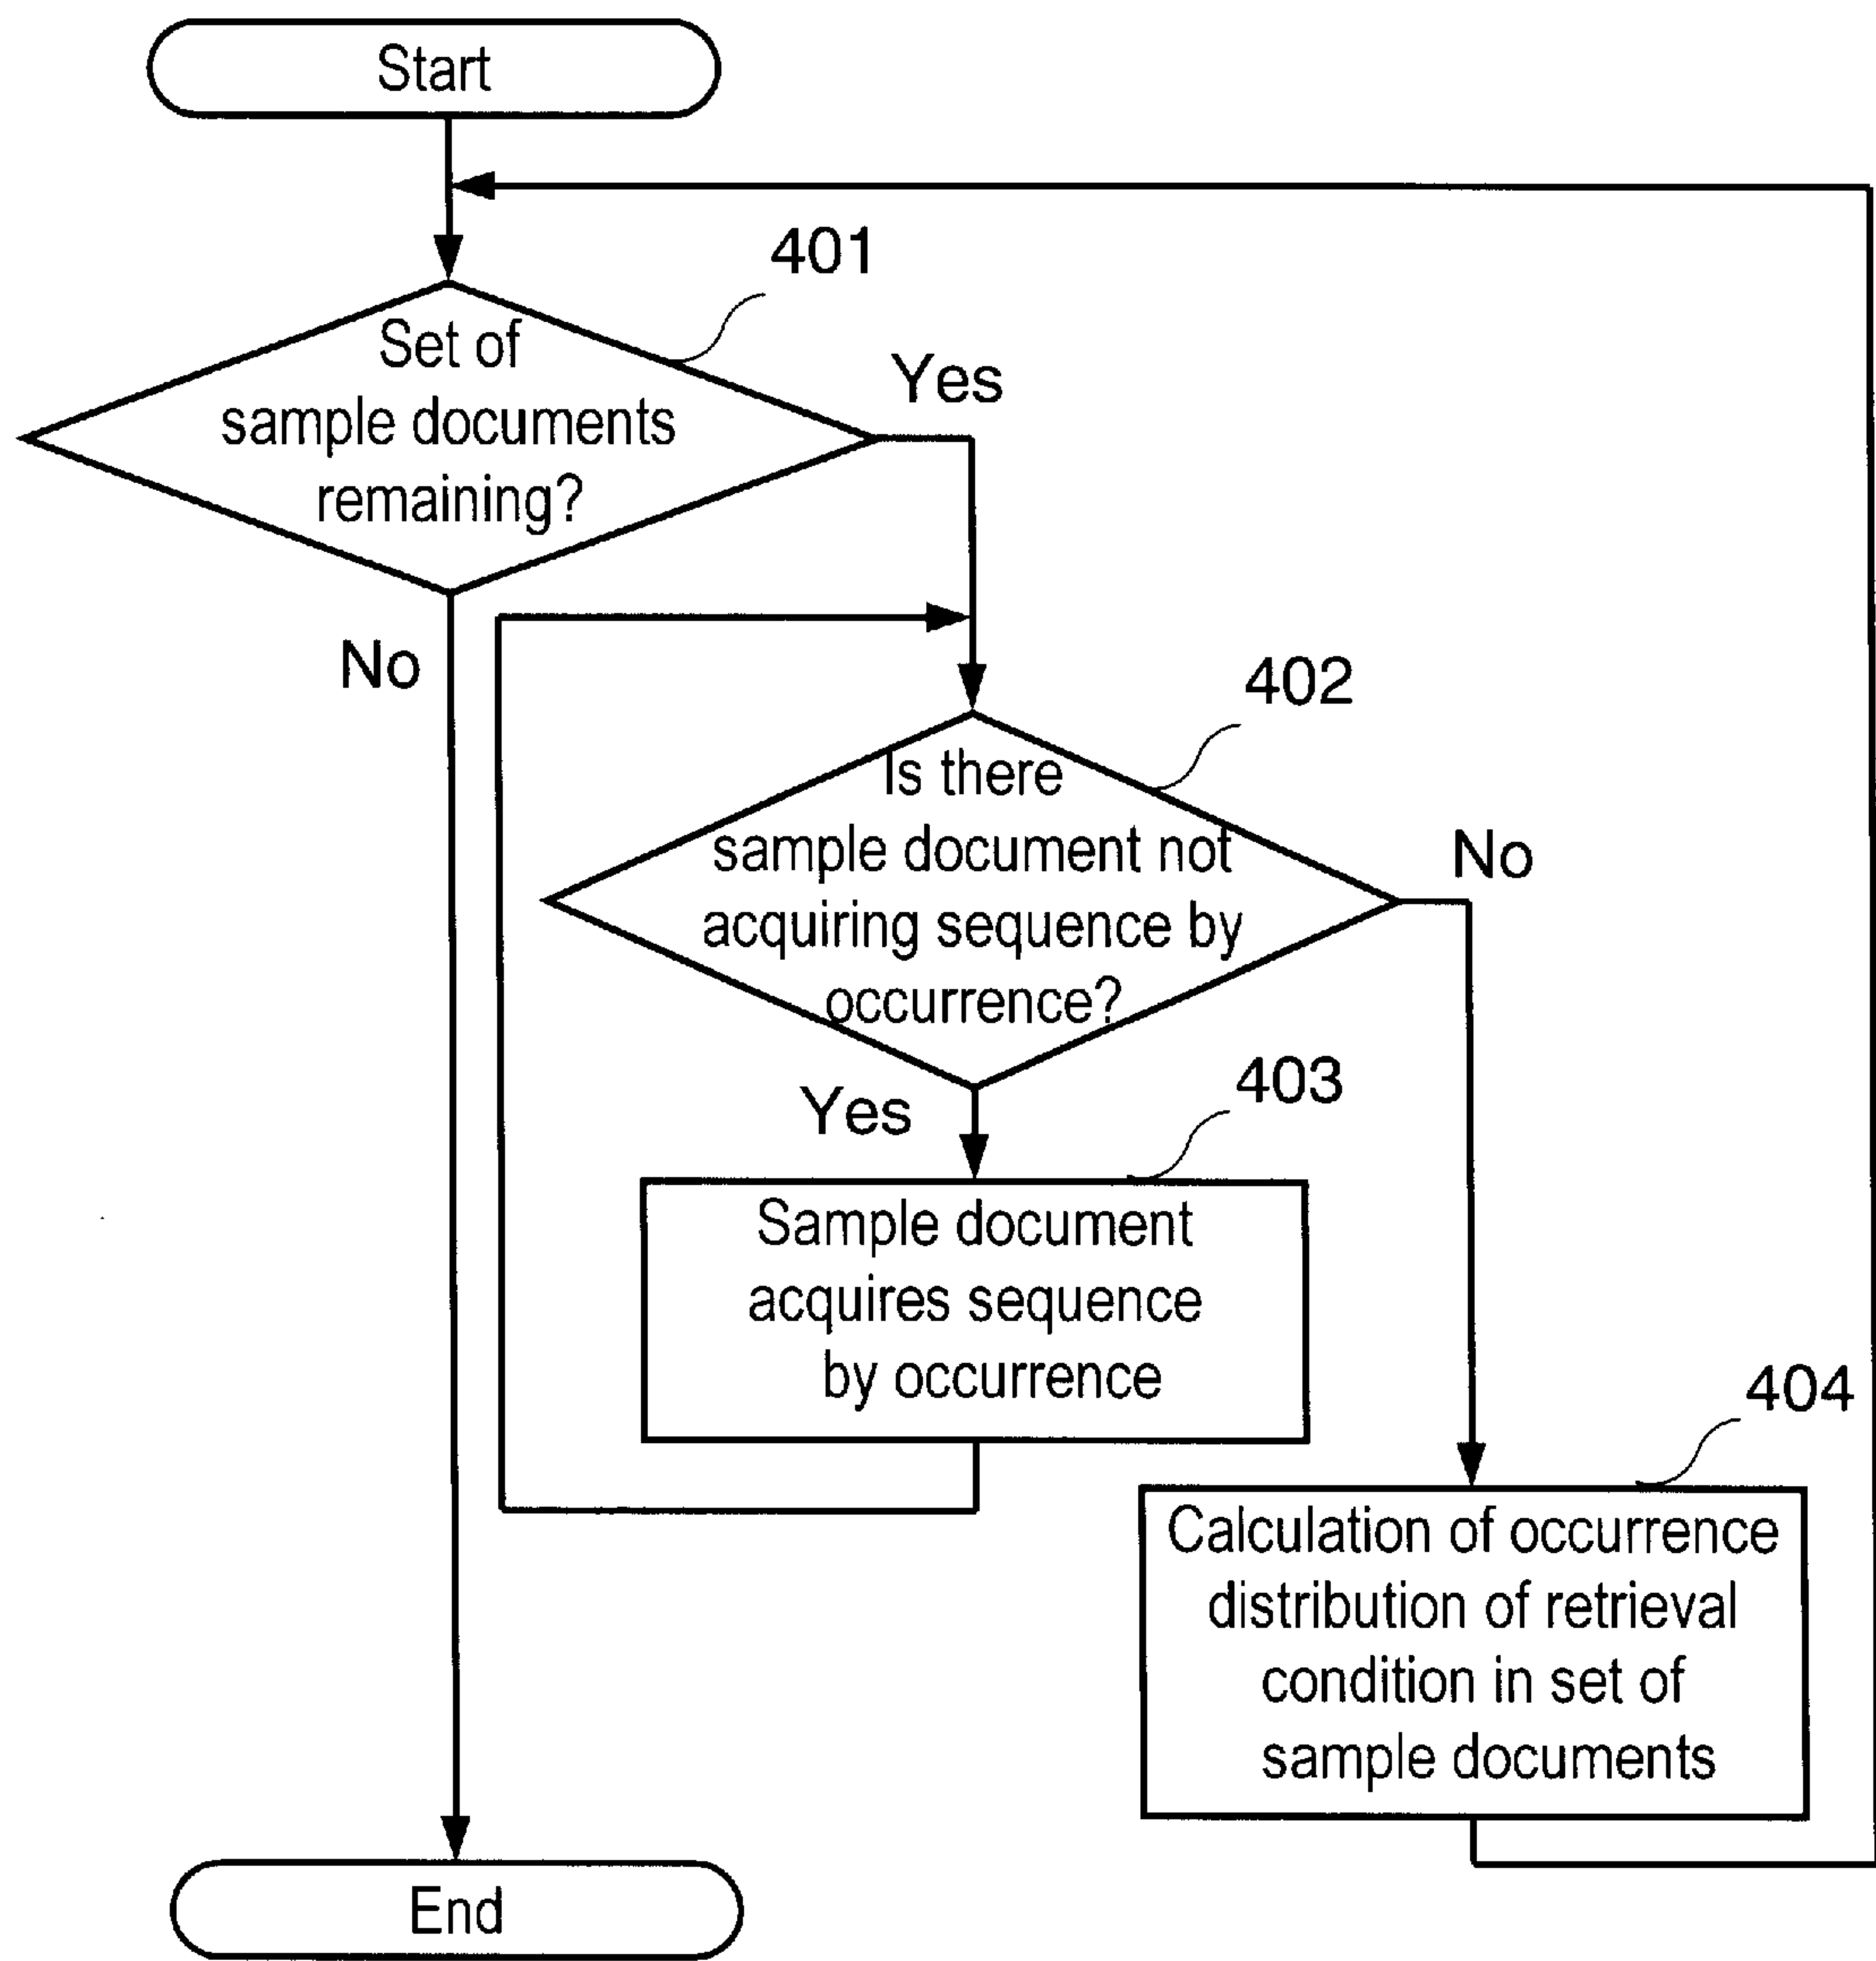 Start
401
Set of
sample documents
remaining?
Yes
No
402
Is there
sample document not
acquiring sequence by
occurrence?
No
Yes
403
Sample document
acquires sequence
by occurrence
404
Calculation of occurrence
distribution of retrieval
condition in set of
sample documents
End